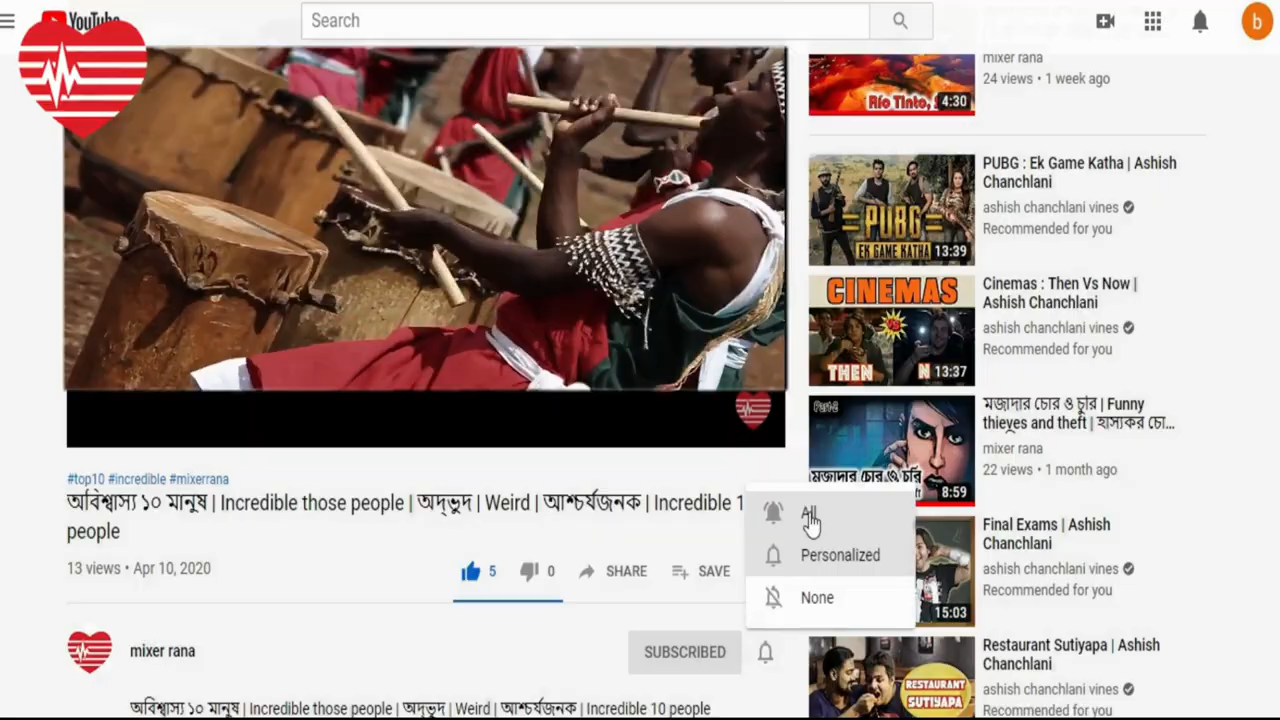 YouTube
Search
b
mixer rana
24 views • 1 week ago
Río Tinto,
4:30
PUBG : Ek Game Katha | Ashish
Chanchlani
ashish chanchlani vines
Recommended for you
PUBG
EK GAME KATHA
13:39
Cinemas : Then Vs Now |
Ashish Chanchlani
ashish chanchlani vines
Recommended for you
CINEMAS
VS
THEN N
13:37
মজাদার চোর ও চুরি | Funny
thieves and theft | হাস্যকর চো...
mixer rana
22 views • 1 month ago
Part-2
মজাদার চোর ও চুরি
8:59
Final Exams | Ashish
Chanchlani
ashish chanchlani vines
Recommended for you
15:03
Restaurant Sutiyapa | Ashish
Chanchlani
ashish chanchlani vines
Recommended for you
RESTAURANT
SUTIYAPA
#top10 #incredible #mixerrana
অবিশ্বাস্য ১০ মানুষ | Incredible those people | অদ্ভুদ | Weird | আশ্চর্যজনক | Incredible 1
people
13 views • Apr 10, 2020
5 0 SHARE SAVE
All
Personalized
None
mixer rana
SUBSCRIBED
অবিশ্বাস্য ১০ মানুষ | Incredible those people | অদ্ভুদ | Weird | আশ্চর্যজনক | Incredible 10 people